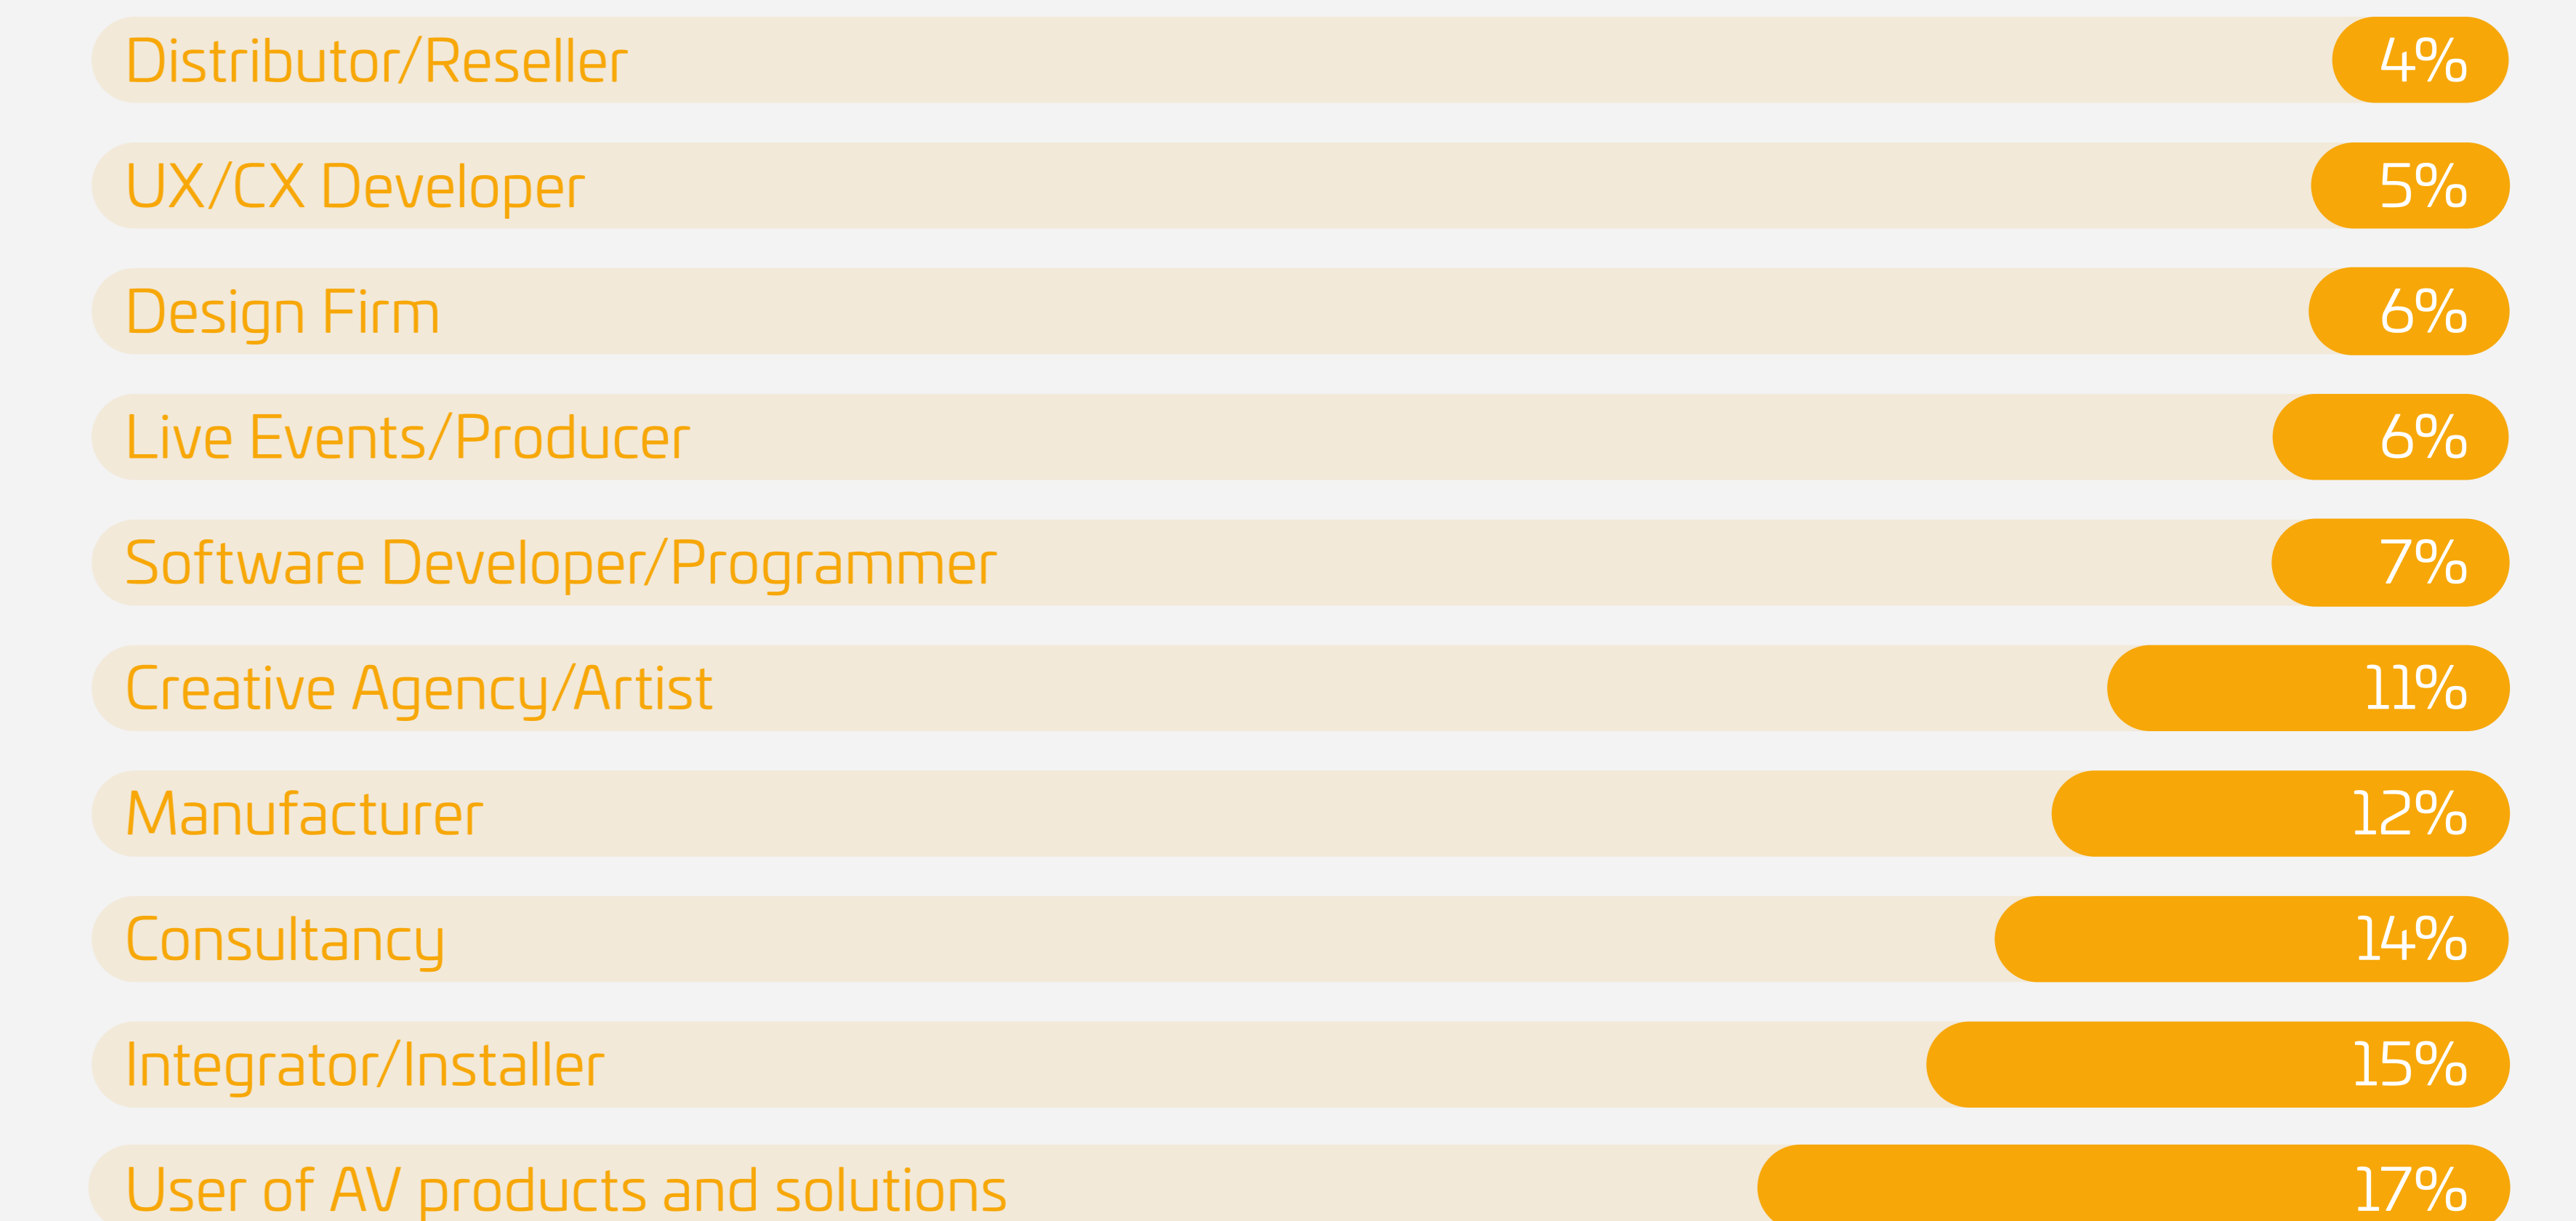 Distributor/Reseller 4%
UX/CX Developer 5%
Design Firm 6%
Live Events/Producer 6%
Software Developer/Programmer 7%
Creative Agency/Artist 11%
Manufacturer 12%
Consultancy 14%
Integrator/Installer 15%
User of AV products and solutions 17%